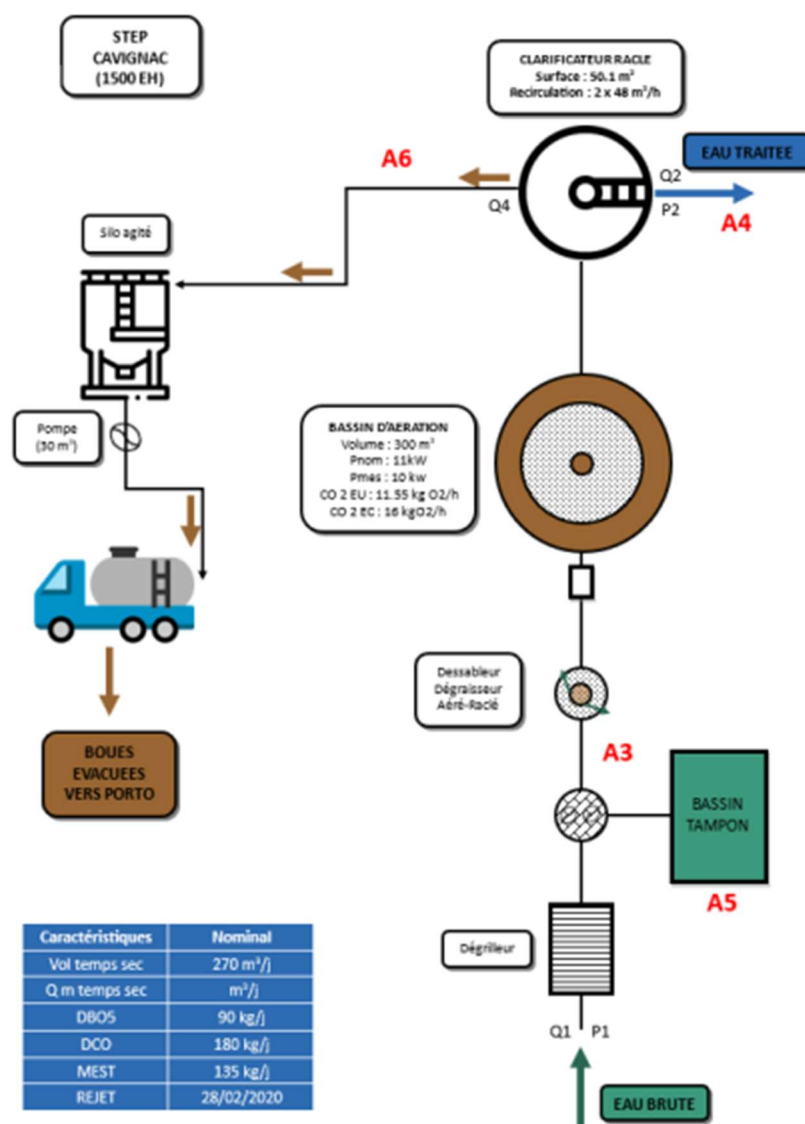 STEP
CAVIGNAC
(1500 EH)
CLARIFICATEUR RACLE
Surface : 50.1 m²
Recirculation : 2 x 48 m³/h
A6
EAU TRAITEE
Q4
Q2
P2
A4
Silo agité
Pompe
(30 m³)
BASSIN D'AERATION
Volume : 300 m³
Pnom : 11kW
Pmes : 10 kw
CO 2 EU : 11.55 kg O2/h
CO 2 EC : 16 kgO2/h
Dessableur
Dégraisseur
Aéré-Raclé
BOUES
EVACUEES
VERS PORTO
A3
BASSIN
TAMPON
A5
Dégrilleur
Q1 P1
EAU BRUTE
Caractéristiques Nominal
Vol temps sec 270 m³/j
Q m temps sec m³/j
DBO5 90 kg/j
DCO 180 kg/j
MEST 135 kg/j
REJET 28/02/2020